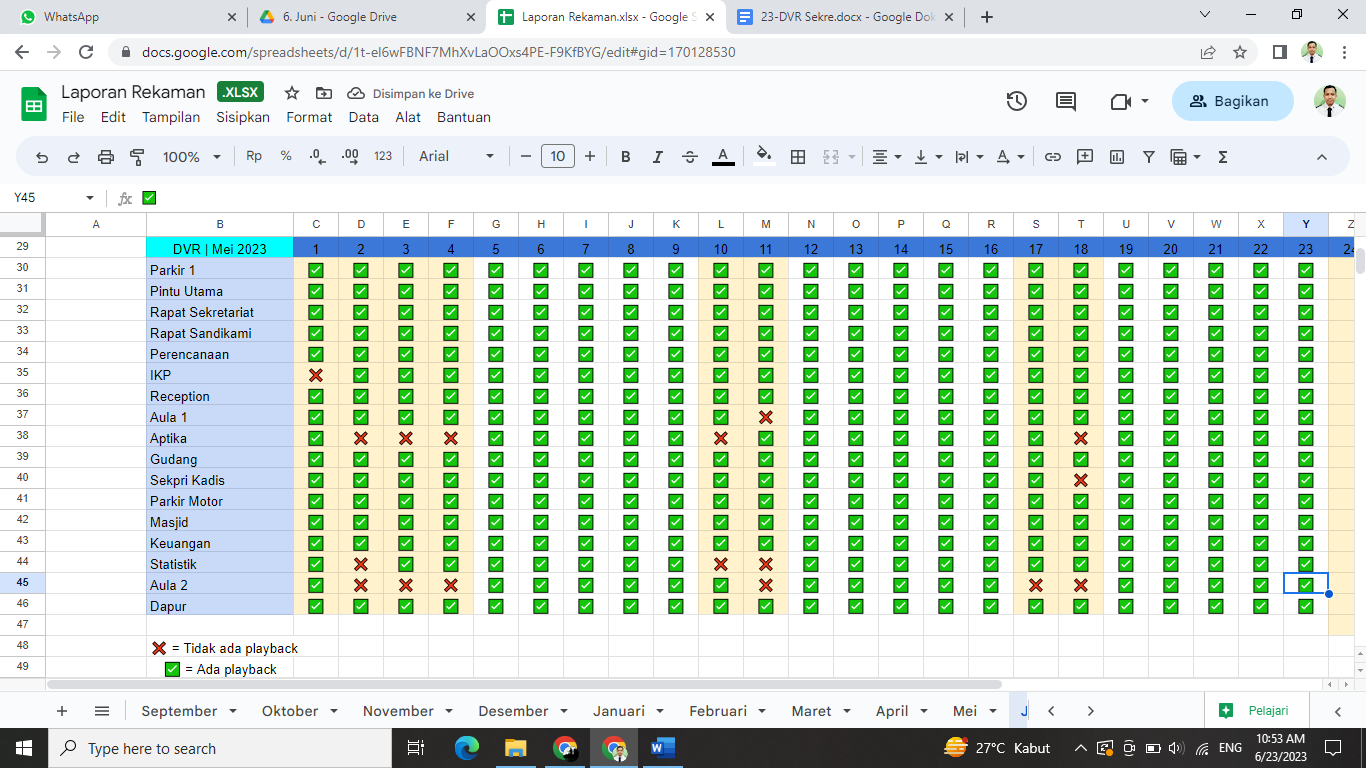 WhatsApp
6. Juni - Google Drive
Laporan Rekaman.xlsx - Google S
23-DVR Sekre.docx - Google Dok
docs.google.com/spreadsheets/d/1t-eI6wFBNF7MhXvLaOOxs4PE-F9KfBYG/edit#gid=170128530
Laporan Rekaman .XLSX Disimpan ke Drive
Bagikan
File Edit Tampilan Sisipkan Format Data Alat Bantuan
100% Rp % .0 .00 123 Arial 10 B I A
Y45 fx ✅
A B C D E F G H I J K L M N O P Q R S T U V W X Y Z
29 DVR | Mei 2023 1 2 3 4 5 6 7 8 9 10 11 12 13 14 15 16 17 18 19 20 21 22 23 24
30 Parkir 1
31 Pintu Utama
32 Rapat Sekretariat
33 Rapat Sandikami
34 Perencanaan
35 IKP
36 Reception
37 Aula 1
38 Aptika
39 Gudang
40 Sekpri Kadis
41 Parkir Motor
42 Masjid
43 Keuangan
44 Statistik
45 Aula 2
46 Dapur
47
48 ❌ = Tidak ada playback
49 ✅ = Ada playback
September Oktober November Desember Januari Februari Maret April Mei J
Pelajari
Type here to search
27°C Kabut
ENG
10:53 AM
6/23/2023